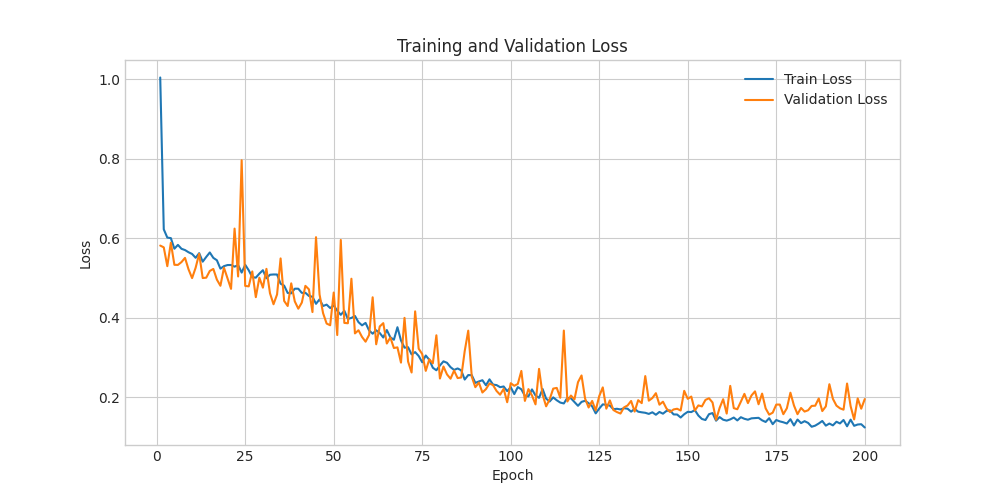 Training and Validation Loss
Train Loss
Validation Loss
Loss
1.0
0.8
0.6
0.4
0.2
0 25 50 75 100 125 150 175 200
Epoch